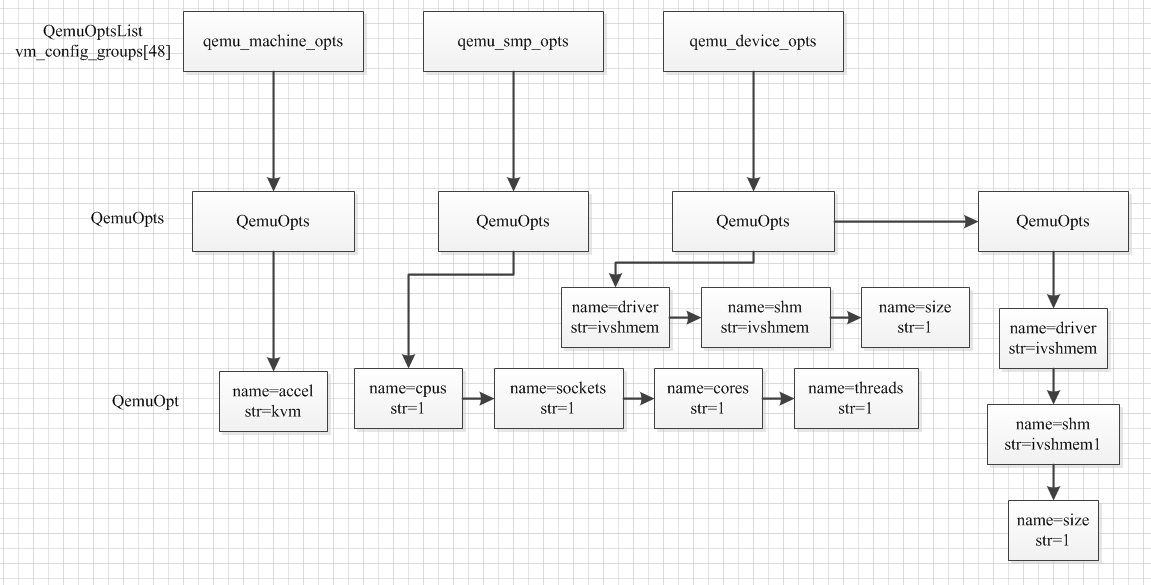 QemuOptsList
vm_config_groups[48]
qemu_machine_opts
qemu_smp_opts
qemu_device_opts
QemuOpts
QemuOpts
QemuOpts
QemuOpts
QemuOpts
name=driver
str=ivshmem
name=shm
str=ivshmem
name=size
str=1
name=driver
str=ivshmem
QemuOpt
name=accel
str=kvm
name=cpus
str=1
name=sockets
str=1
name=cores
str=1
name=threads
str=1
name=shm
str=ivshmem1
name=size
str=1